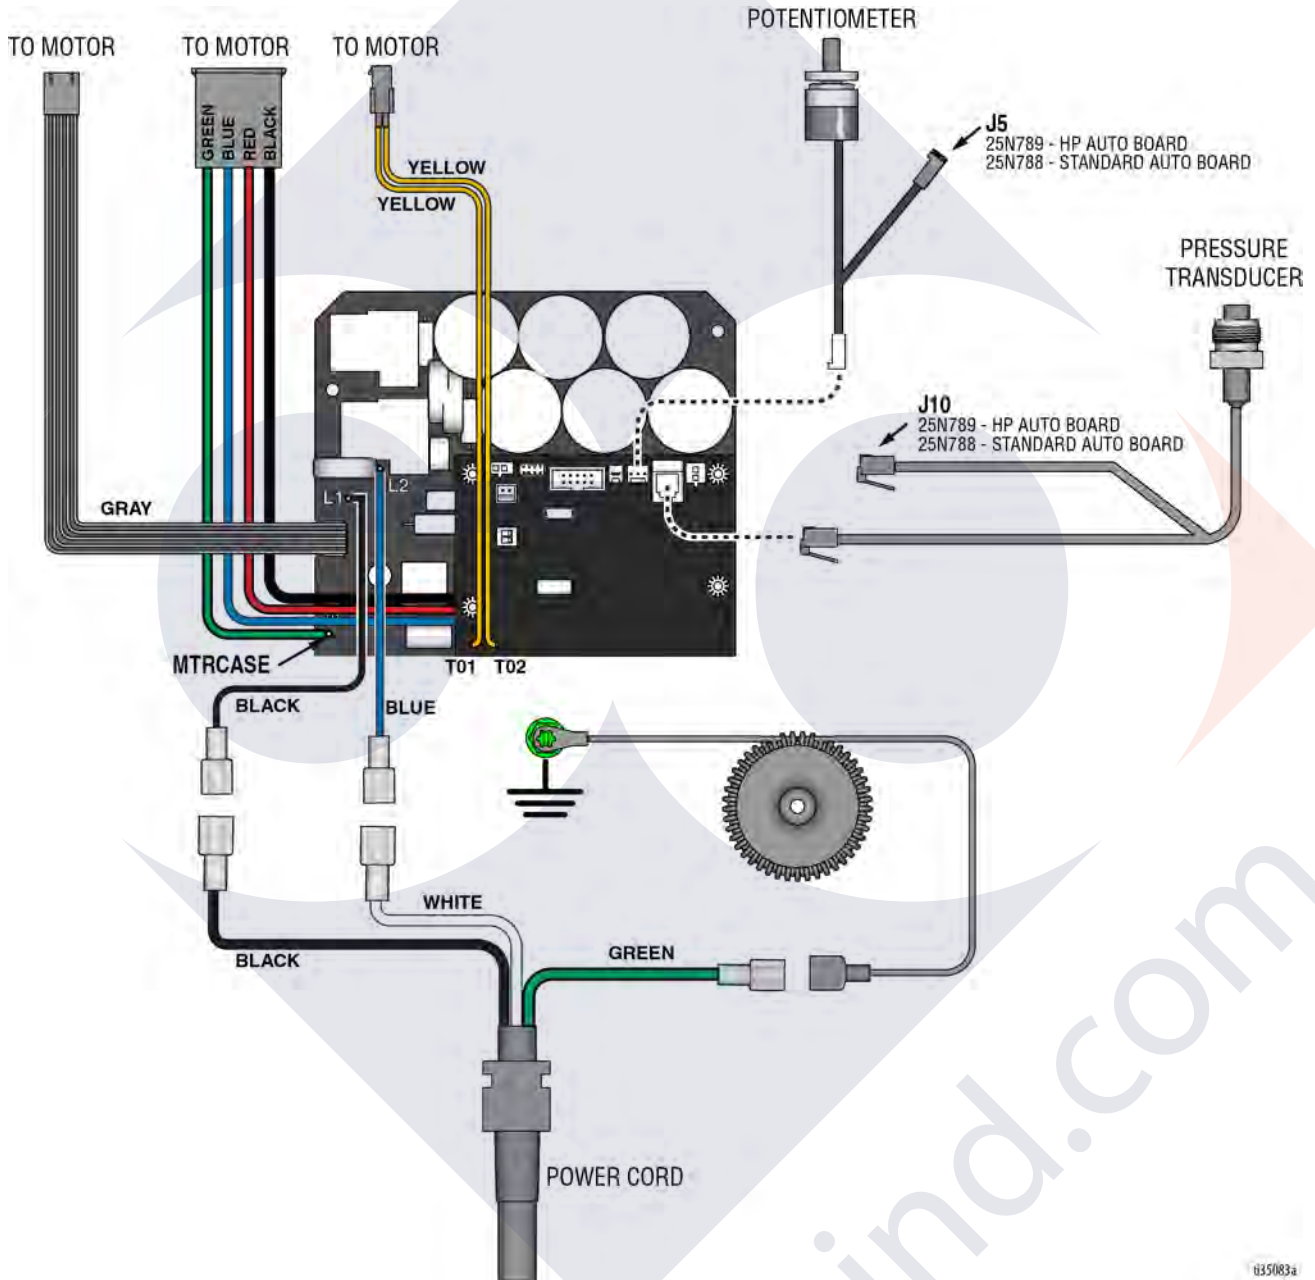 POTENTIOMETER
TO MOTOR
TO MOTOR
TO MOTOR
GREEN
BLUE
RED
BLACK
J5
25N789 - HP AUTO BOARD
25N788 - STANDARD AUTO BOARD
YELLOW
YELLOW
PRESSURE
TRANSDUCER
J10
25N789 - HP AUTO BOARD
25N788 - STANDARD AUTO BOARD
L1
L2
GRAY
MTRCASE
T01
T02
BLACK
BLUE
WHITE
BLACK
GREEN
POWER CORD
ind.com
ti35083a